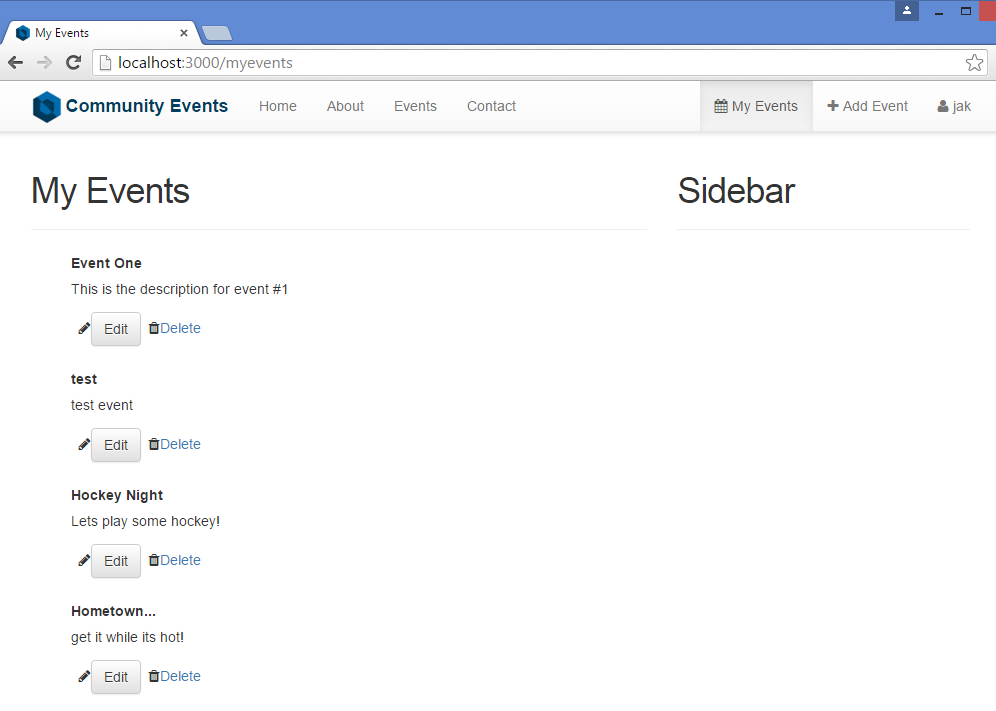 My Events
localhost:3000/myevents
Community Events Home About Events Contact My Events Add Event jak
My Events
Sidebar
Event One
This is the description for event #1
Edit Delete
test
test event
Edit Delete
Hockey Night
Lets play some hockey!
Edit Delete
Hometown...
get it while its hot!
Edit Delete